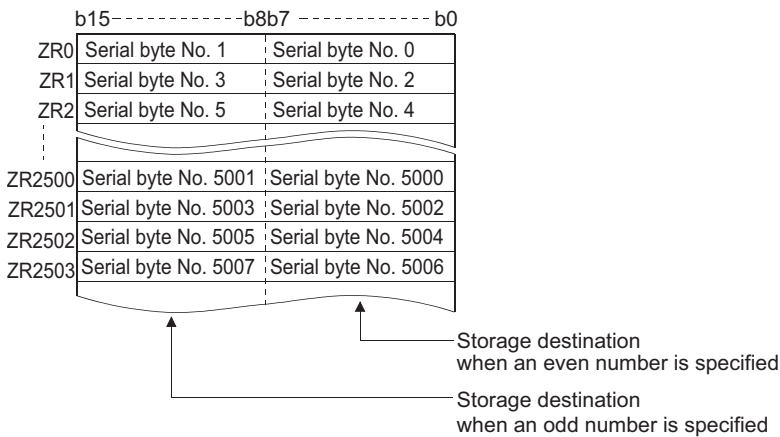 b15 b8b7 b0
ZR0 Serial byte No. 1 Serial byte No. 0
ZR1 Serial byte No. 3 Serial byte No. 2
ZR2 Serial byte No. 5 Serial byte No. 4
ZR2500 Serial byte No. 5001 Serial byte No. 5000
ZR2501 Serial byte No. 5003 Serial byte No. 5002
ZR2502 Serial byte No. 5005 Serial byte No. 5004
ZR2503 Serial byte No. 5007 Serial byte No. 5006
Storage destination
when an even number is specified
Storage destination
when an odd number is specified